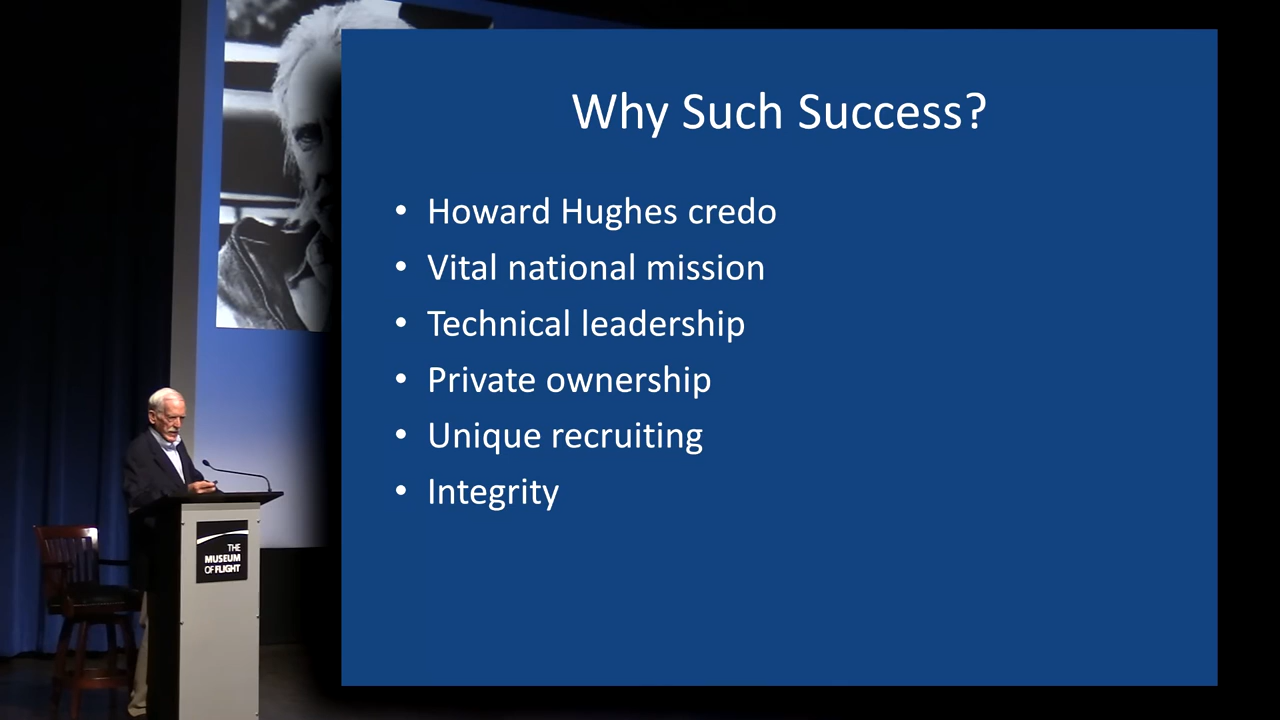 Why Such Success?
• Howard Hughes credo
• Vital national mission
• Technical leadership
• Private ownership
• Unique recruiting
• Integrity
THE
MUSEUM
OF FLIGHT